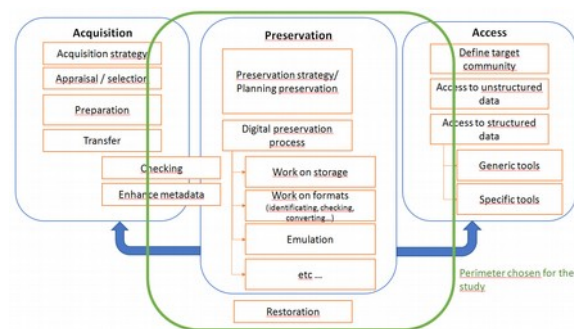 Acquisition
Acquisition strategy
Appraisal / selection
Preparation
Transfer
Checking
Enhance metadata
Preservation
Preservation strategy/
Planning preservation
Digital preservation
process
Work on storage
Work on formats
(identificating, checking,
converting...)
Emulation
etc ...
Restoration
Access
Define target
community
Access to
unstructured
data
Access to structured
data
Generic tools
Specific tools
Perimeter chosen for the
study